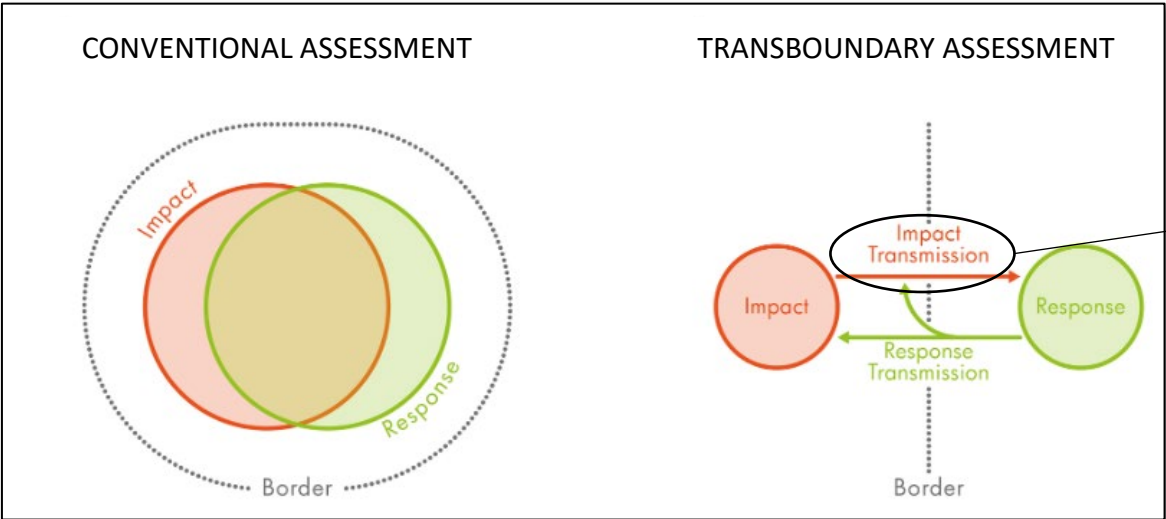 CONVENTIONAL ASSESSMENT
TRANSBOUNDARY ASSESSMENT
Impact
Response
Border
Impact
Transmission
Impact
Response
Response
Transmission
Border